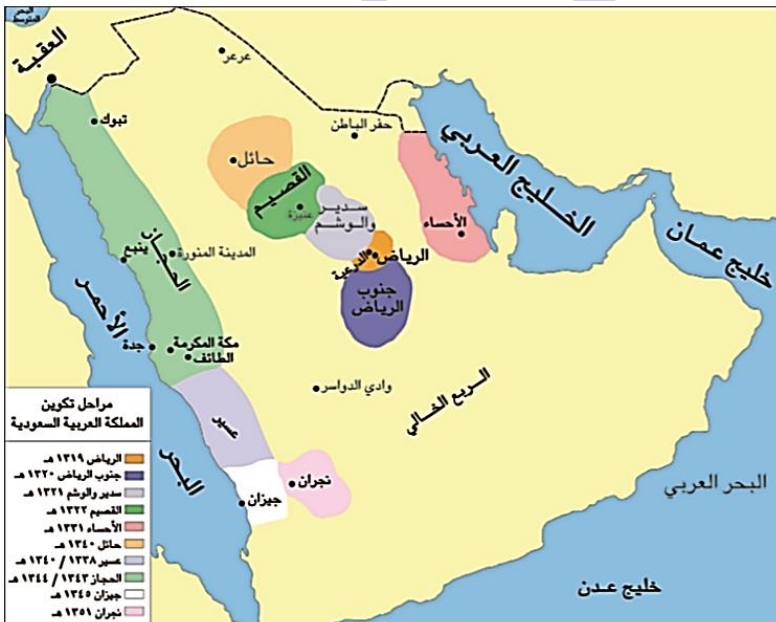 البحر
المتوسط
العقبة
عرعر
تبوك
حفر الباطن
حائل
القصيم
عنيزة
سدير
والوشم
الأحساء
الخليج العربي
خليج عمان
الرياض
الدرعية
جنوب
الرياض
المدينة المنورة
ينبع
الحجاز
البحر
الأحمر
مكة المكرمة
جدة
الطائف
وادي الدواسر
الربع الخالي
عسير
نجران
جيزان
البحر العربي
خليج عدن
مراحل تكوين
المملكة العربية السعودية
الرياض ١٣١٩ هـ
جنوب الرياض ١٣٢٠ هـ
سدير والوشم ١٣٢١ هـ
القصيم ١٣٢٢ هـ
الأحساء ١٣٣١ هـ
حائل ١٣٤٠ هـ
عسير ١٣٣٨ / ١٣٤٠ هـ
الحجاز ١٣٤٣ / ١٣٤٤ هـ
جيزان ١٣٤٥ هـ
نجران ١٣٥١ هـ